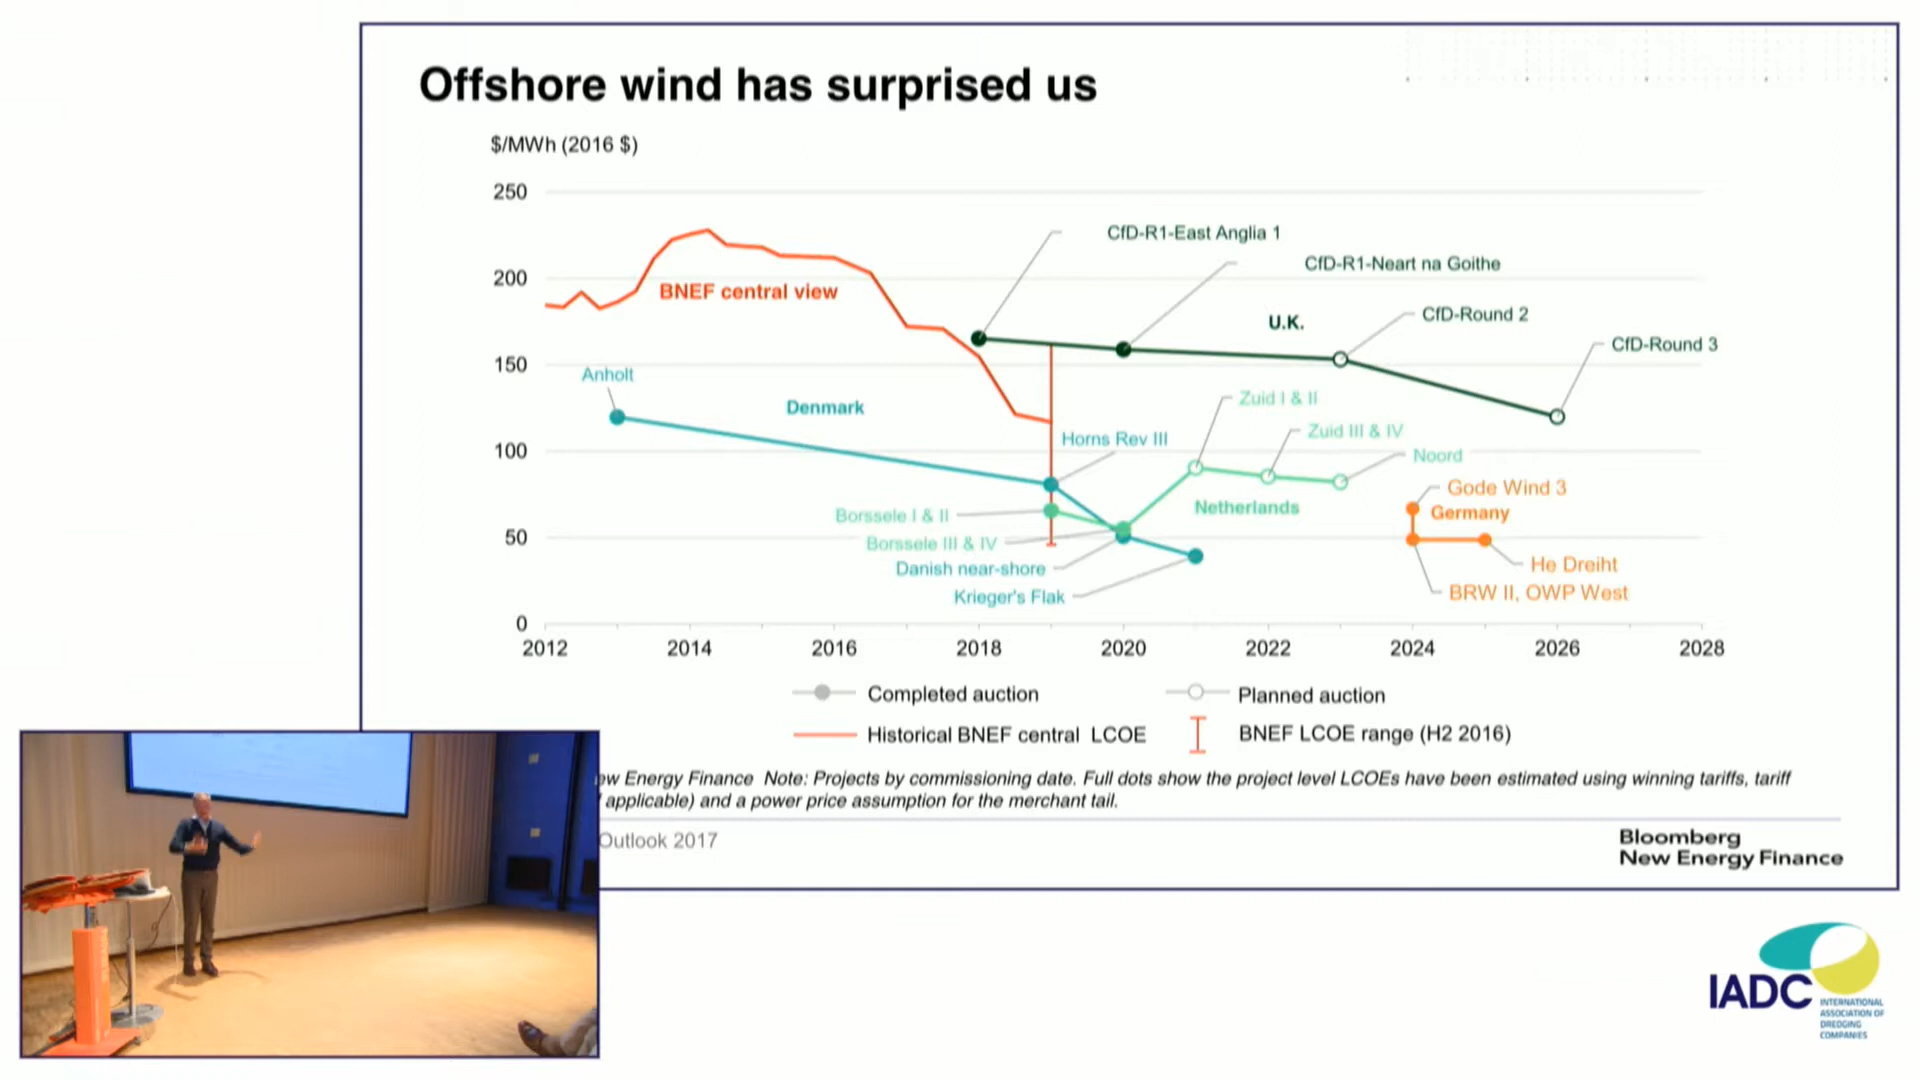 Offshore wind has surprised us
$/MWh (2016 $)
250
200
150
100
50
0
2012
2014
2016
2018
2020
2022
2024
2026
2028
BNEF central view
CfD-R1-East Anglia 1
CfD-R1-Neart na Goithe
U.K.
CfD-Round 2
CfD-Round 3
Anholt
Denmark
Horns Rev III
Zuid I & II
Zuid III & IV
Noord
Netherlands
Borssele I & II
Borssele III & IV
Danish near-shore
Krieger's Flak
Gode Wind 3
Germany
He Dreiht
BRW II, OWP West
Completed auction
Planned auction
Historical BNEF central LCOE
BNEF LCOE range (H2 2016)
ew Energy Finance Note: Projects by commissioning date. Full dots show the project level LCOEs have been estimated using winning tariffs, tariff
applicable) and a power price assumption for the merchant tail.
Outlook 2017
Bloomberg
New Energy Finance
IADC
INTERNATIONAL
ASSOCIATION OF
DREDGING
COMPANIES